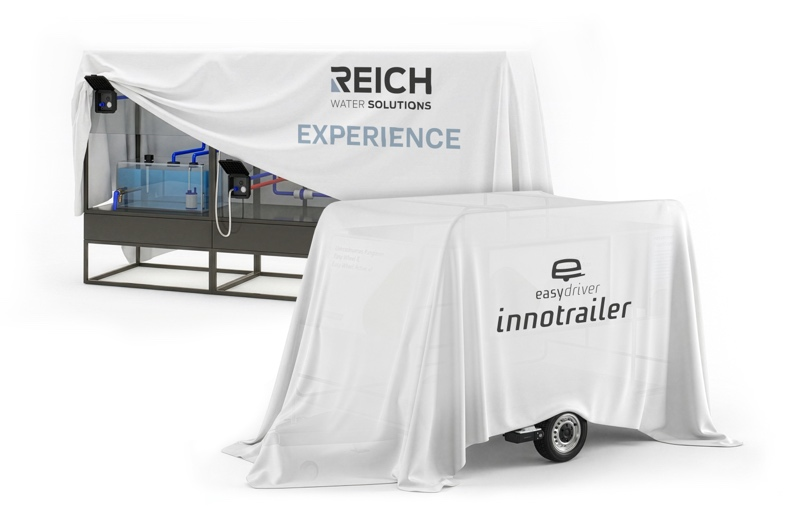 REICH
WATER SOLUTIONS
EXPERIENCE
easydriver
innotrailer